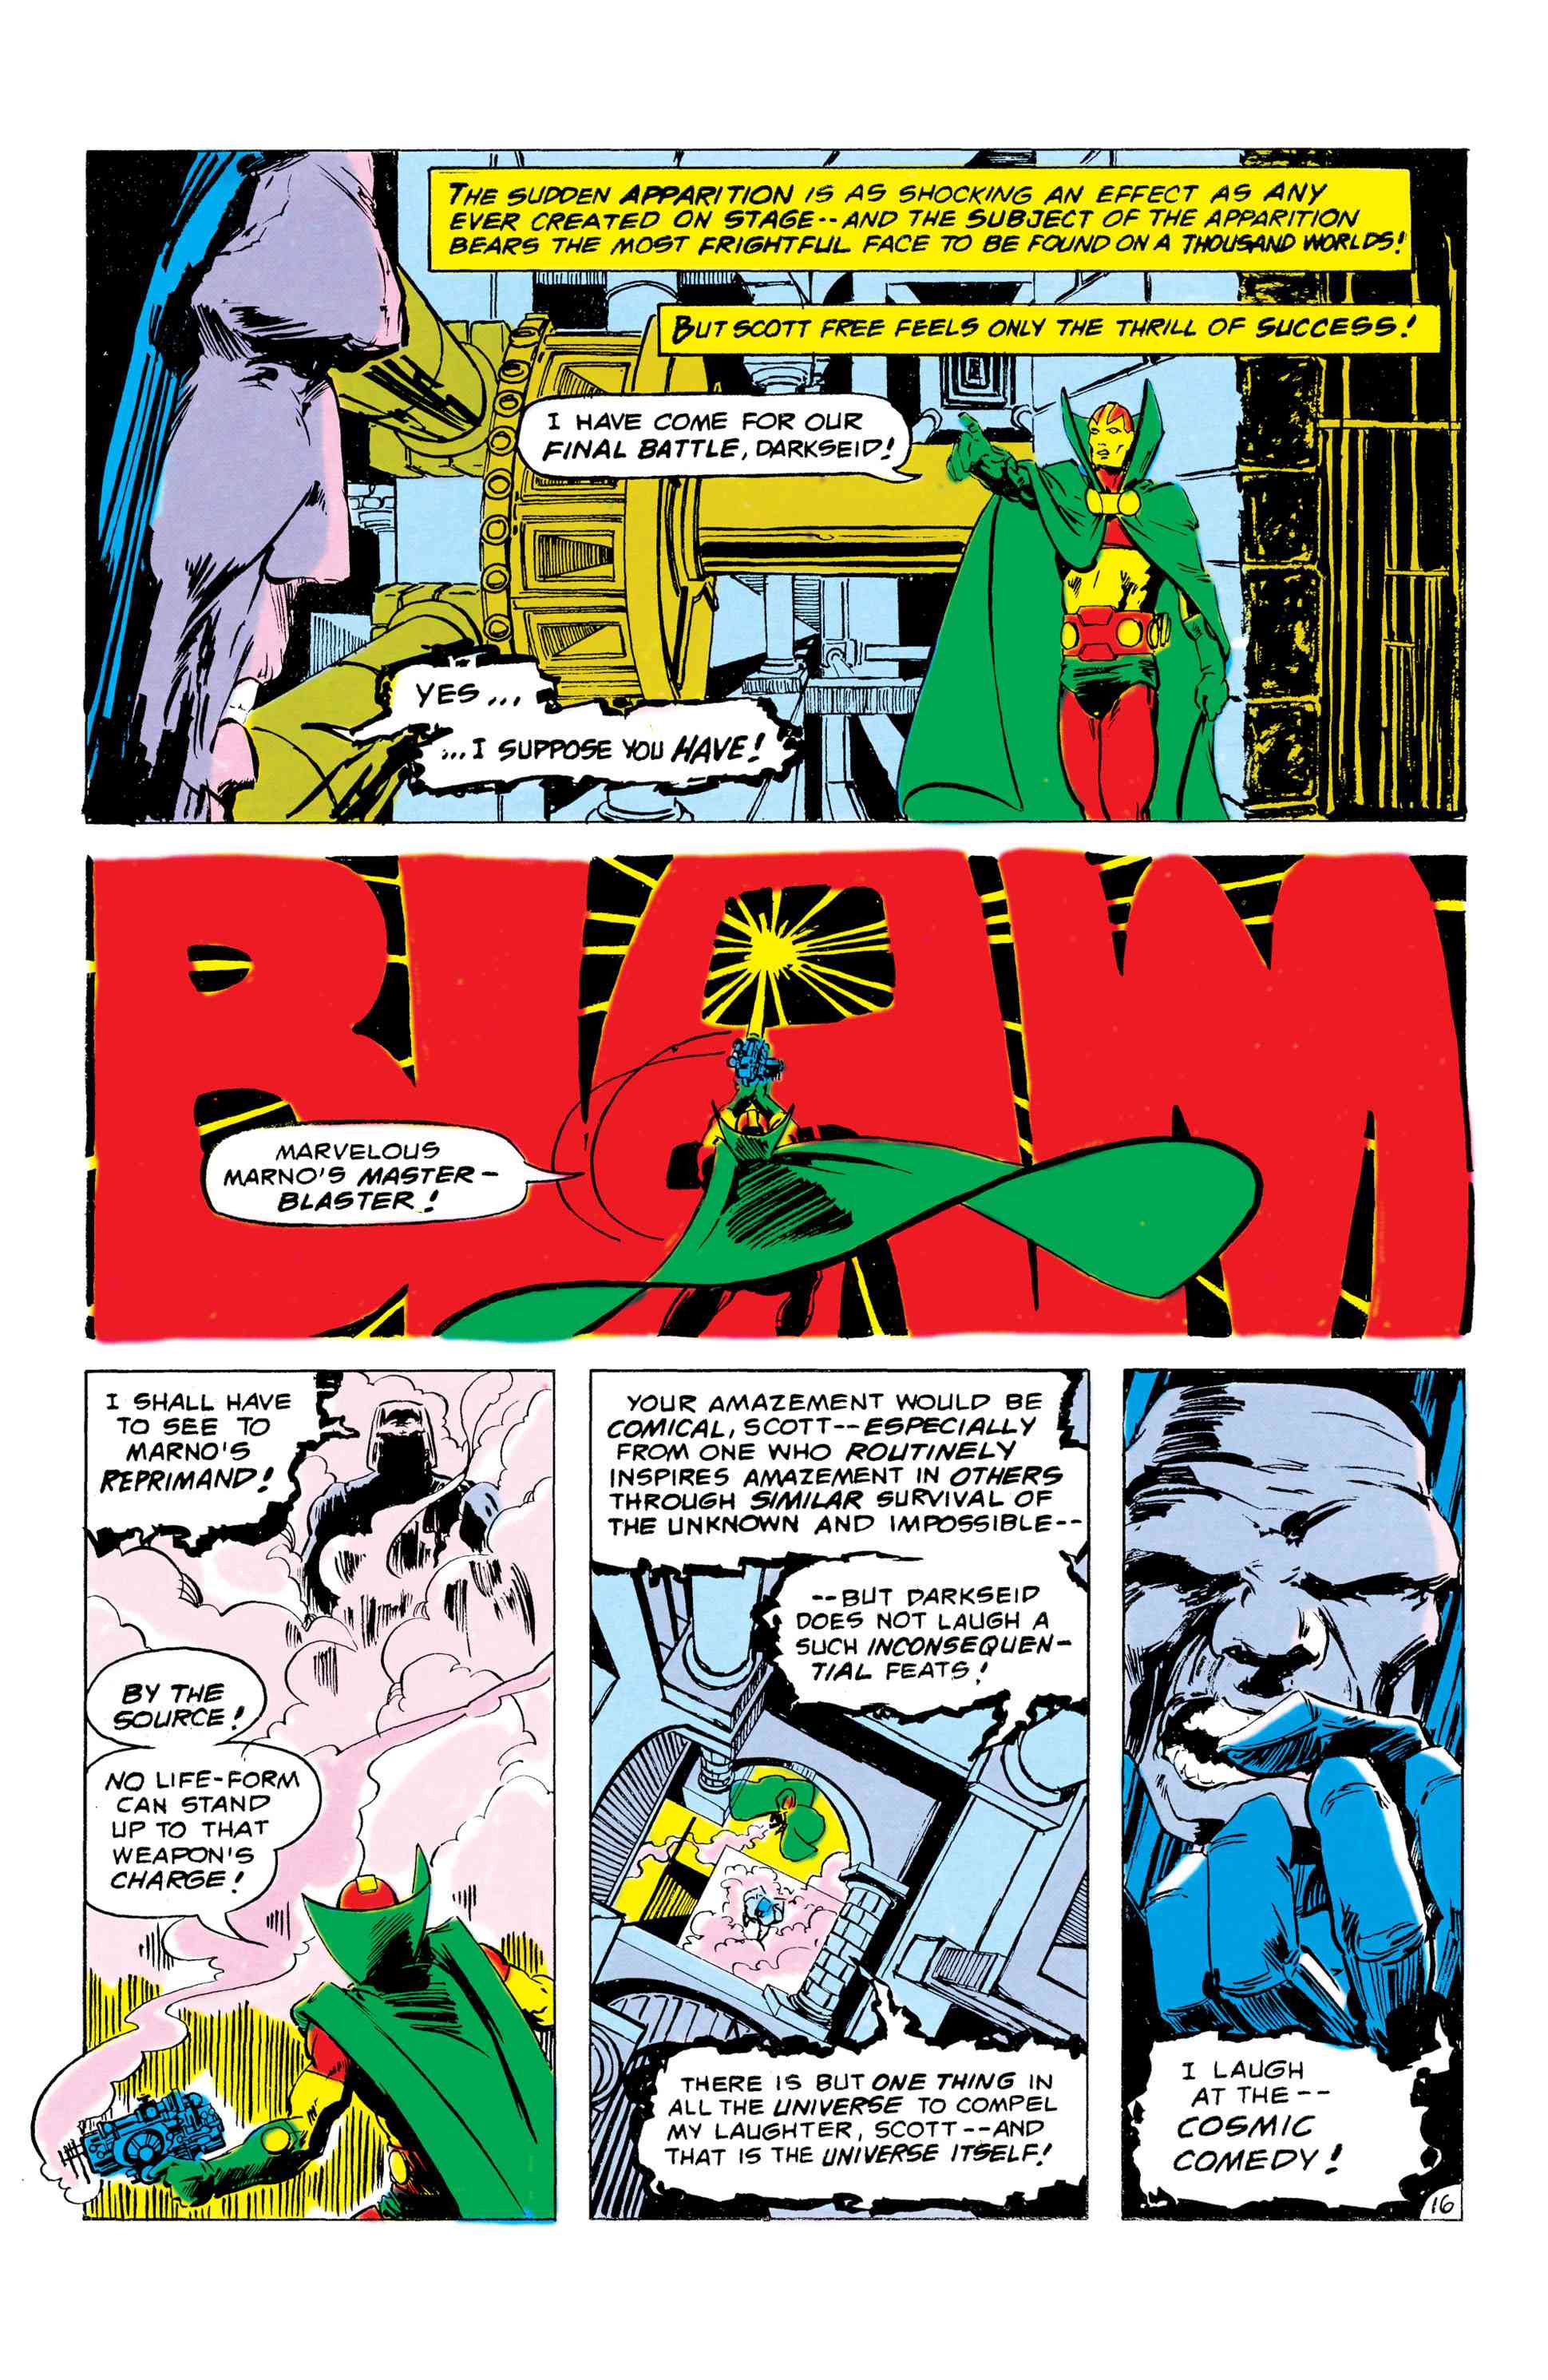 THE SUDDEN APPARITION IS AS SHOCKING AN EFFECT AS ANY
EVER CREATED ON STAGE--AND THE SUBJECT OF THE APPARITION
BEARS THE MOST FRIGHTFUL FACE TO BE FOUND ON A THOUSAND WORLDS!
BUT SCOTT FREE FEELS ONLY THE THRILL OF SUCCESS!
I HAVE COME FOR OUR
FINAL BATTLE, DARKSEID!
YES...
...I SUPPOSE YOU HAVE!
BLAM
MARVELOUS
MARNO'S MASTER-
BLASTER!
I SHALL HAVE
TO SEE TO
MARNO'S
REPRIMAND!
BY THE
SOURCE!
NO LIFE-FORM
CAN STAND
UP TO THAT
WEAPON'S
CHARGE!
YOUR AMAZEMENT WOULD BE
COMICAL, SCOTT--ESPECIALLY
FROM ONE WHO ROUTINELY
INSPIRES AMAZEMENT IN OTHERS
THROUGH SIMILAR SURVIVAL OF
THE UNKNOWN AND IMPOSSIBLE--
--BUT DARKSEID
DOES NOT LAUGH A
SUCH INCONSEQUEN-
TIAL FEATS!
THERE IS BUT ONE THING IN
ALL THE UNIVERSE TO COMPEL
MY LAUGHTER, SCOTT--AND
THAT IS THE UNIVERSE ITSELF!
I LAUGH
AT THE--
COSMIC
COMEDY!
16